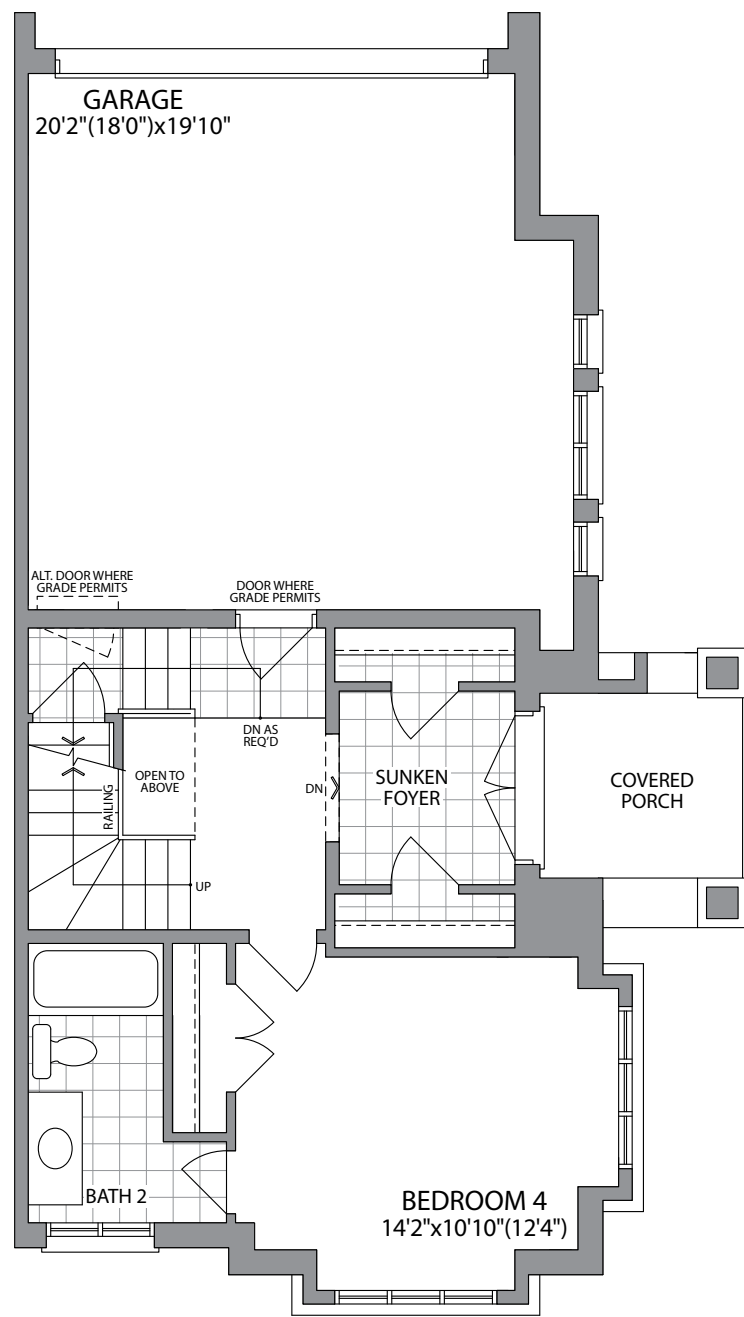 GARAGE
20'2"(18'0")x19'10"
ALT. DOOR WHERE
GRADE PERMITS
DOOR WHERE
GRADE PERMITS
DN AS
REQ'D
OPEN TO
ABOVE
RAILING
DN
SUNKEN
FOYER
COVERED
PORCH
UP
BATH 2
BEDROOM 4
14'2"x10'10"(12'4")